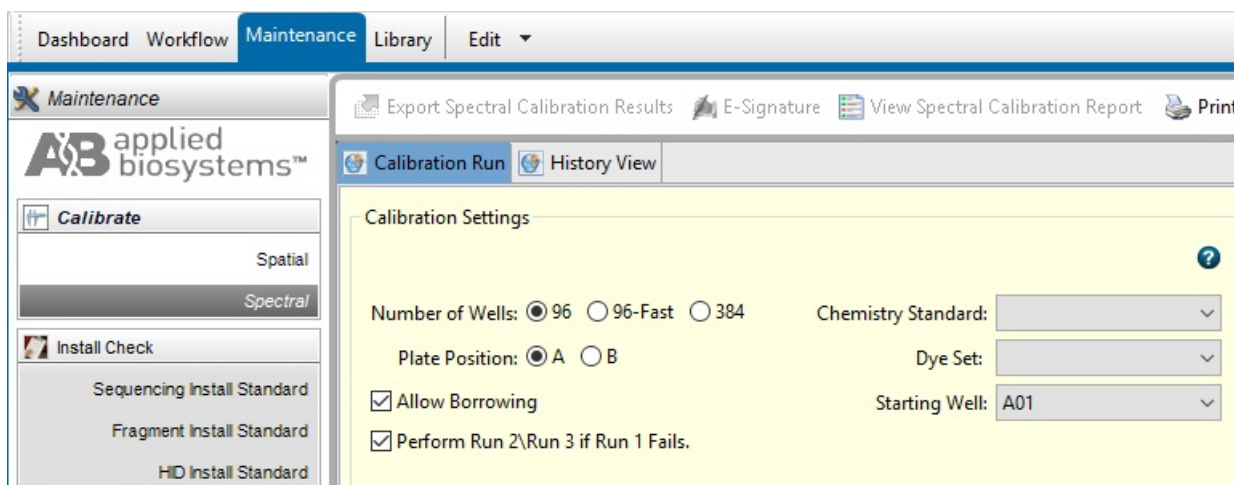 Dashboard Workflow Maintenance Library Edit
Maintenance
Export Spectral Calibration Results E-Signature View Spectral Calibration Report Print
AB applied biosystems™
Calibration Run History View
Calibrate
Spatial
Spectral
Install Check
Sequencing Install Standard
Fragment Install Standard
HID Install Standard
Calibration Settings
?
Number of Wells: 96 96-Fast 384 Chemistry Standard:
Plate Position: A B Dye Set:
Allow Borrowing Starting Well: A01
Perform Run 2\Run 3 if Run 1 Fails.